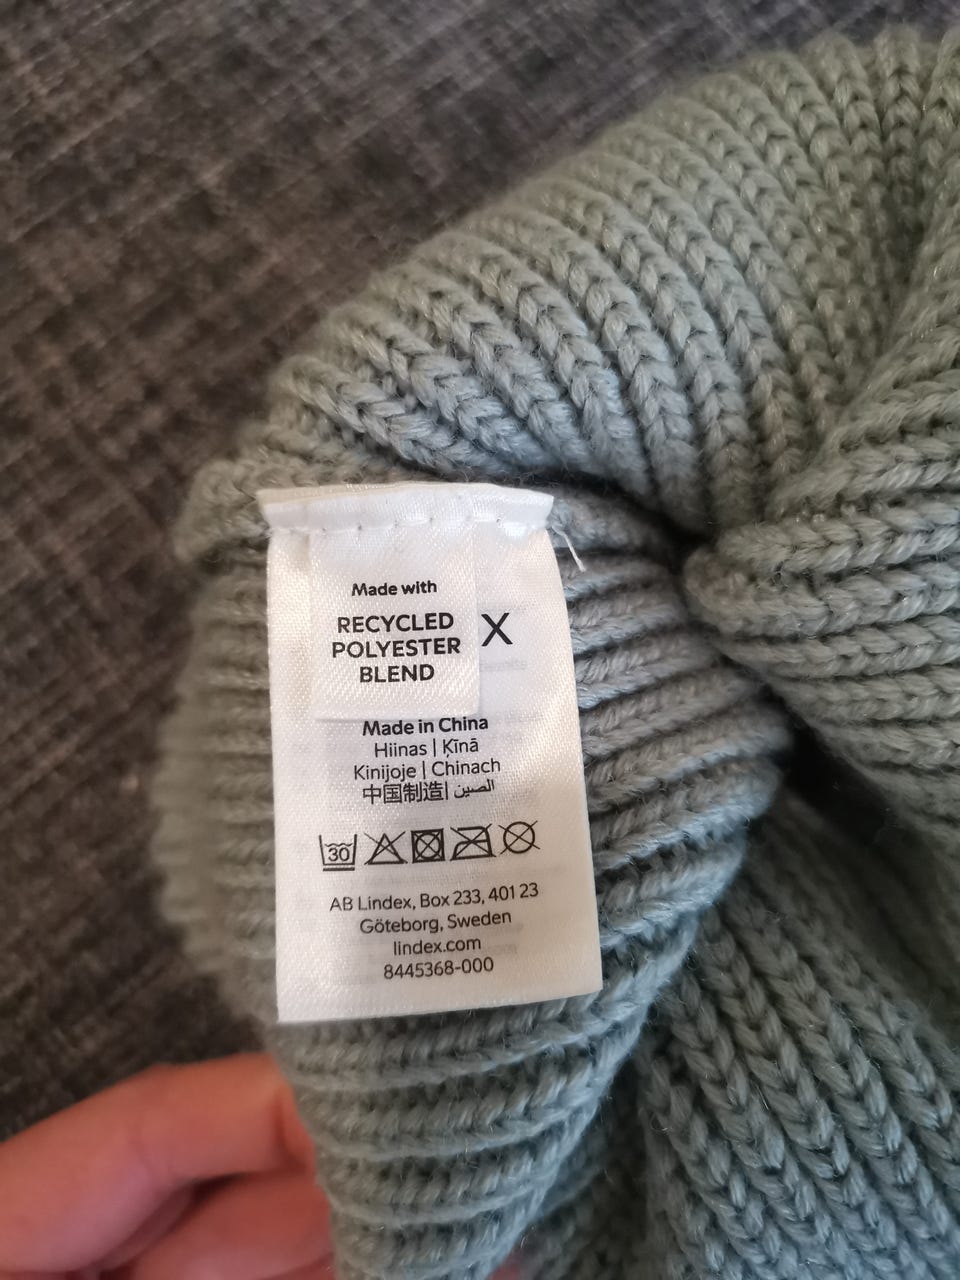 Made with
RECYCLED
POLYESTER
BLEND
X
Made in China
Hiinas | Ķīnā
Kinijoje | Chinach
中国制造| الصين
30
AB Lindex, Box 233, 401 23
Göteborg, Sweden
lindex.com
8445368-000